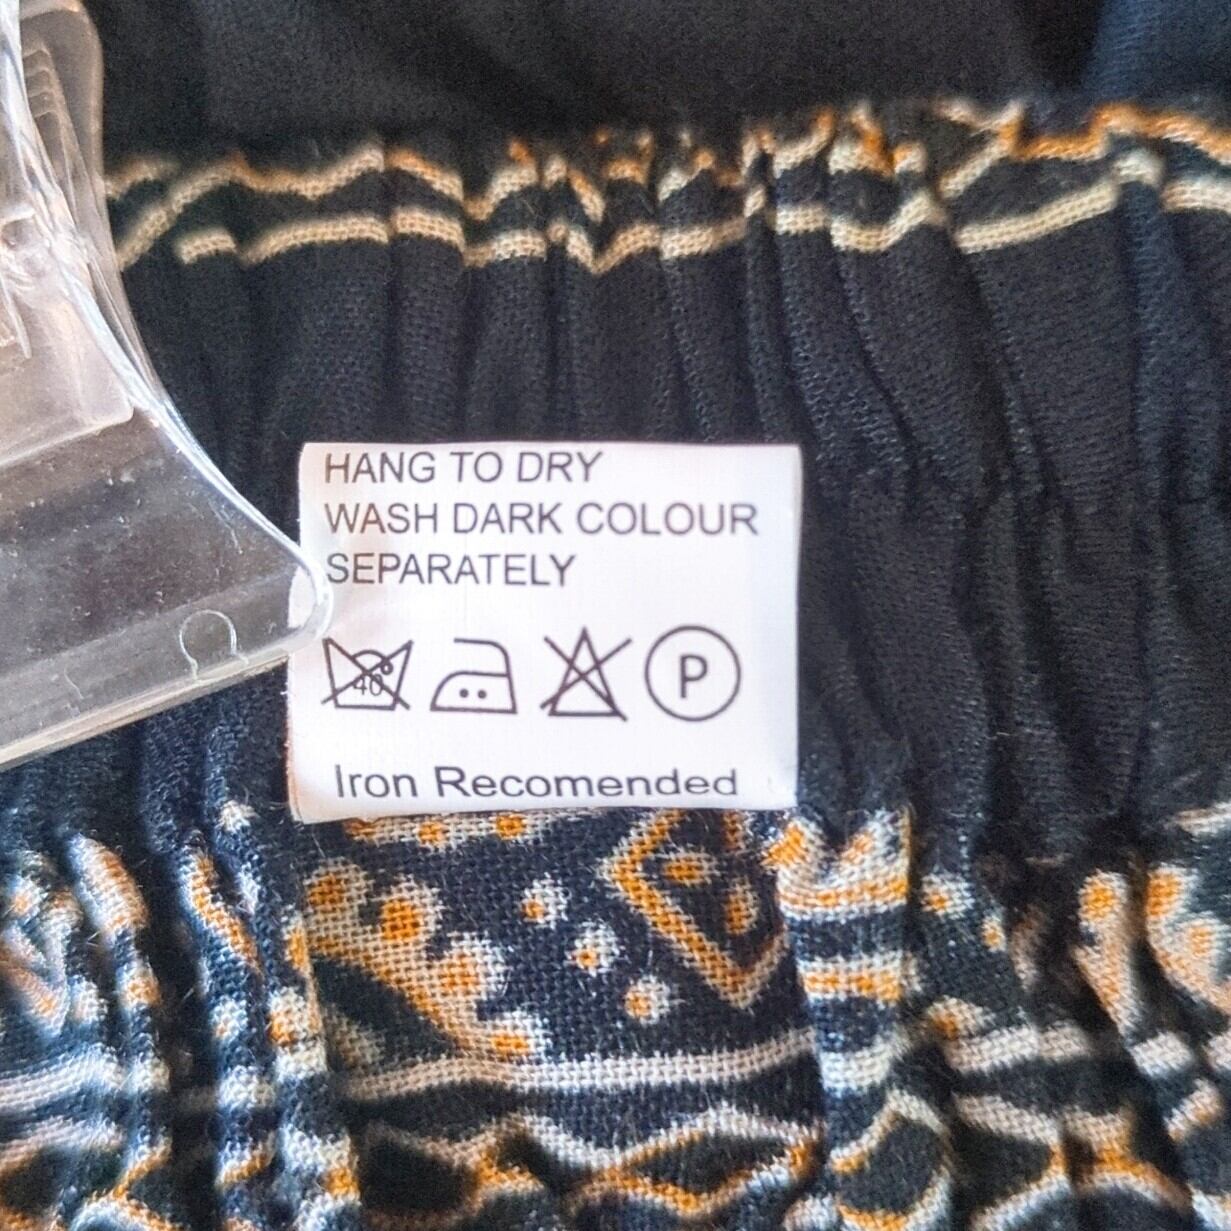 HANG TO DRY
WASH DARK COLOUR
SEPARATELY
40° P
Iron Recomended